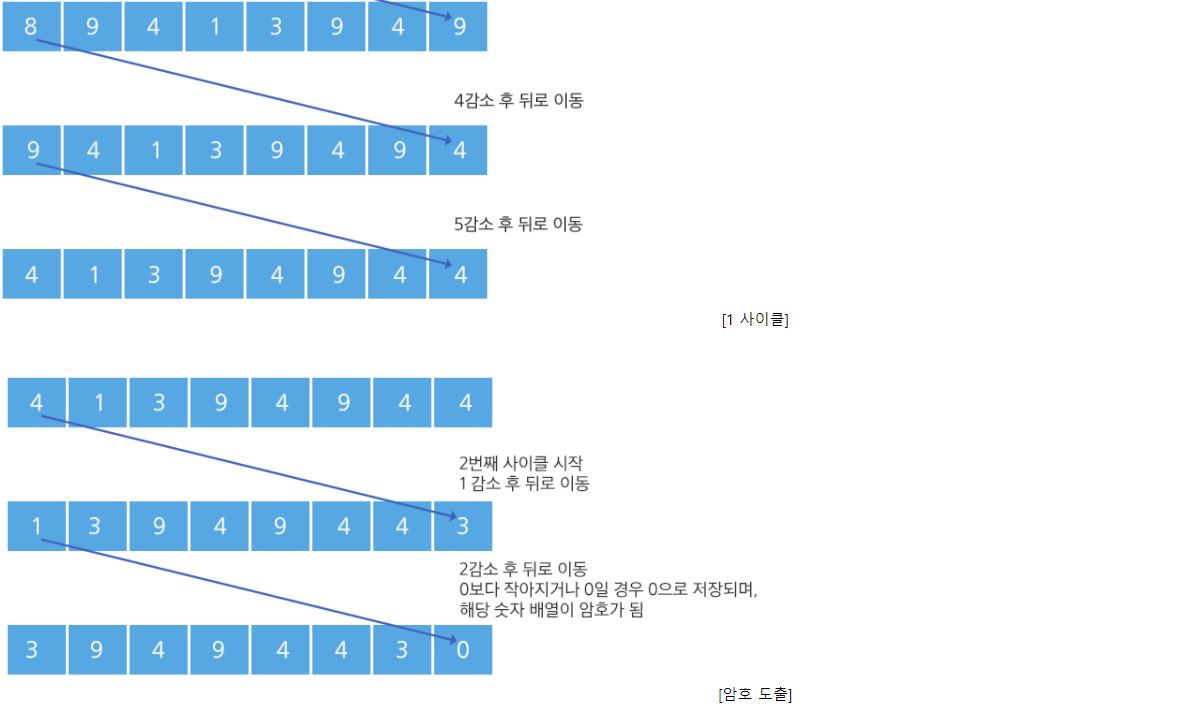 8 9 4 1 3 9 4 9
4감소 후 뒤로 이동
9 4 1 3 9 4 9 4
5감소 후 뒤로 이동
4 1 3 9 4 9 4 4
[1 사이클]
4 1 3 9 4 9 4 4
2번째 사이클 시작
1 감소 후 뒤로 이동
1 3 9 4 9 4 4 3
2감소 후 뒤로 이동
0보다 작아지거나 0일 경우 0으로 저장되며,
해당 숫자 배열이 암호가 됨
3 9 4 9 4 4 3 0
[암호 도출]